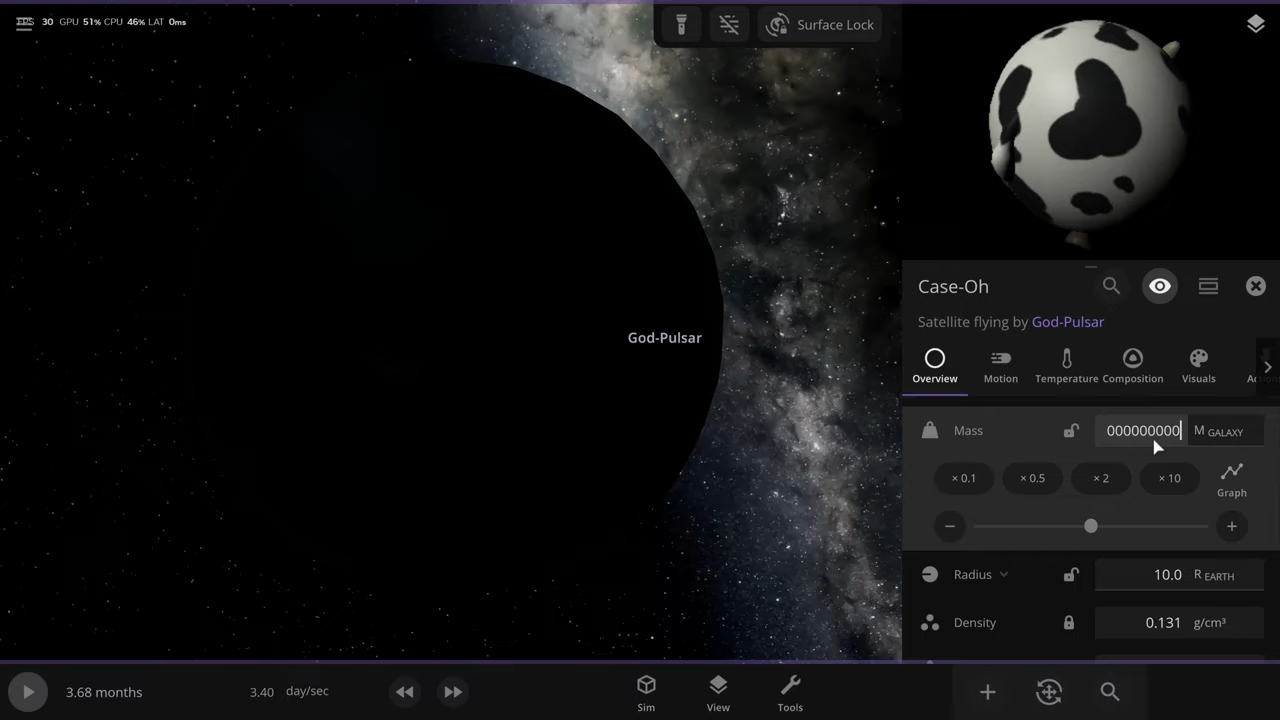 FPS 30 GPU 51% CPU 46% LAT 0ms
Surface Lock
God-Pulsar
Case-Oh
Satellite flying by God-Pulsar
Overview Motion Temperature Composition Visuals Ac
Mass 000000000 M GALAXY
× 0.1 × 0.5 × 2 × 10 Graph
Radius 10.0 R EARTH
Density 0.131 g/cm³
3.68 months 3.40 day/sec Sim View Tools